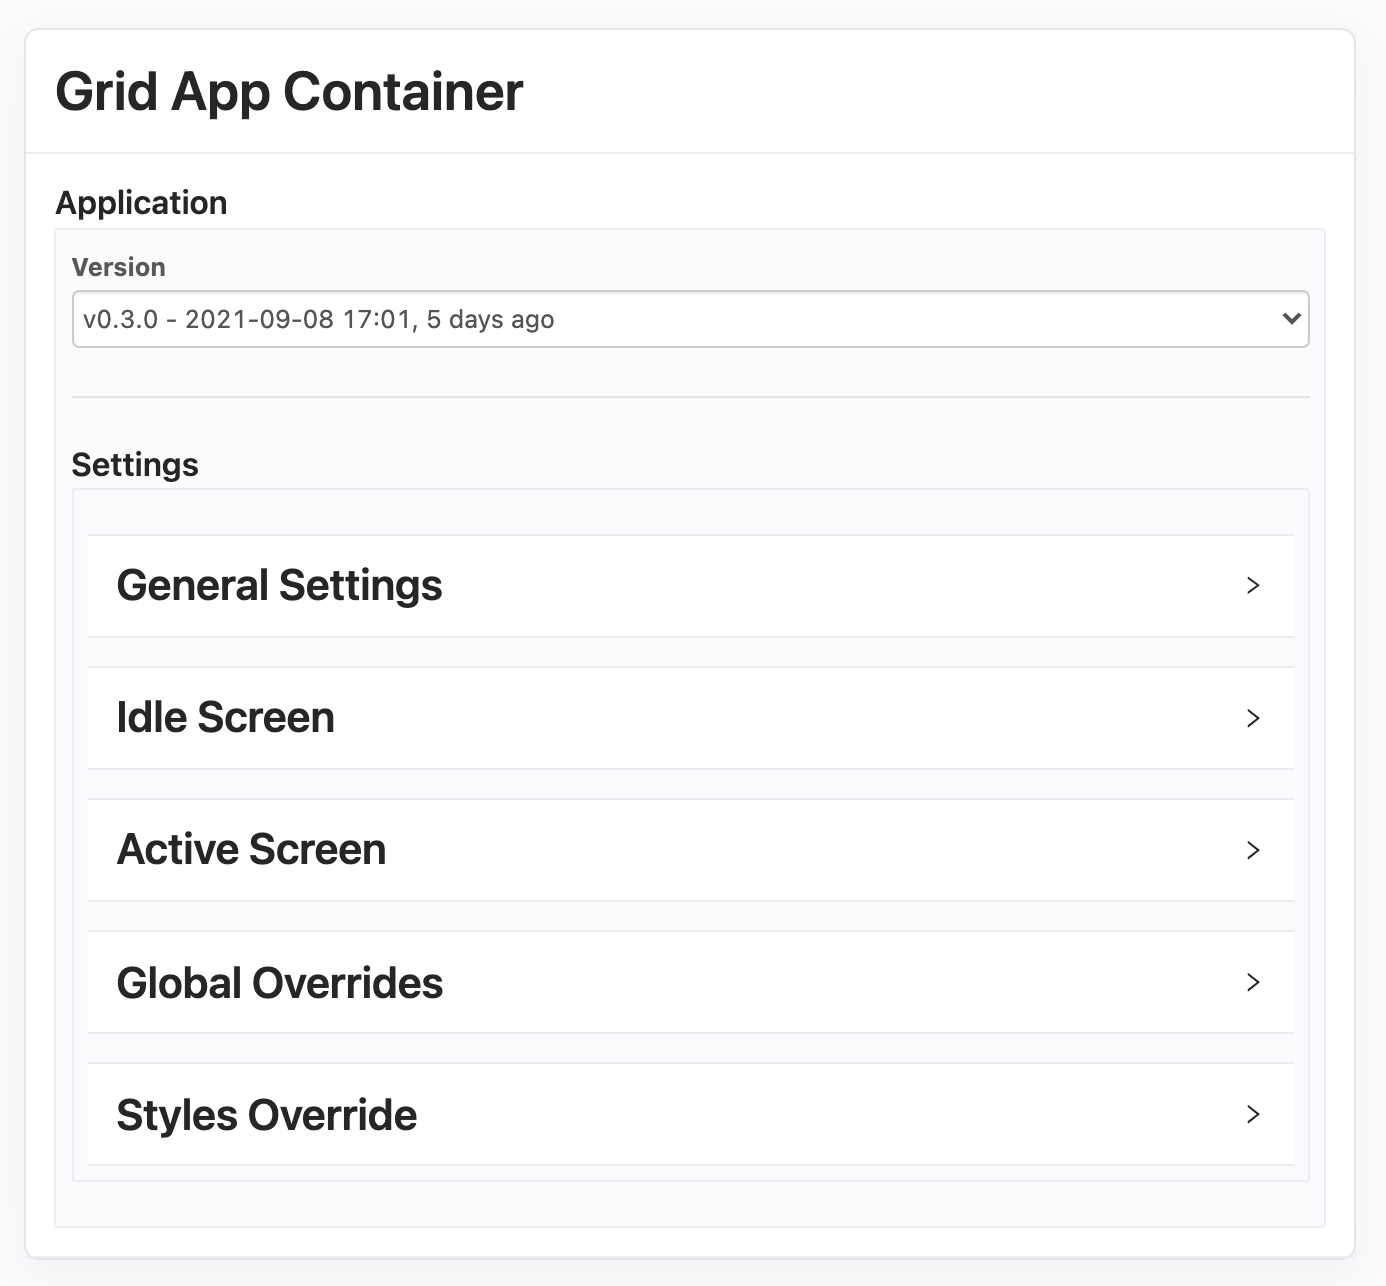 Grid App Container
Application
Version
v0.3.0 - 2021-09-08 17:01, 5 days ago
Settings
General Settings
Idle Screen
Active Screen
Global Overrides
Styles Override